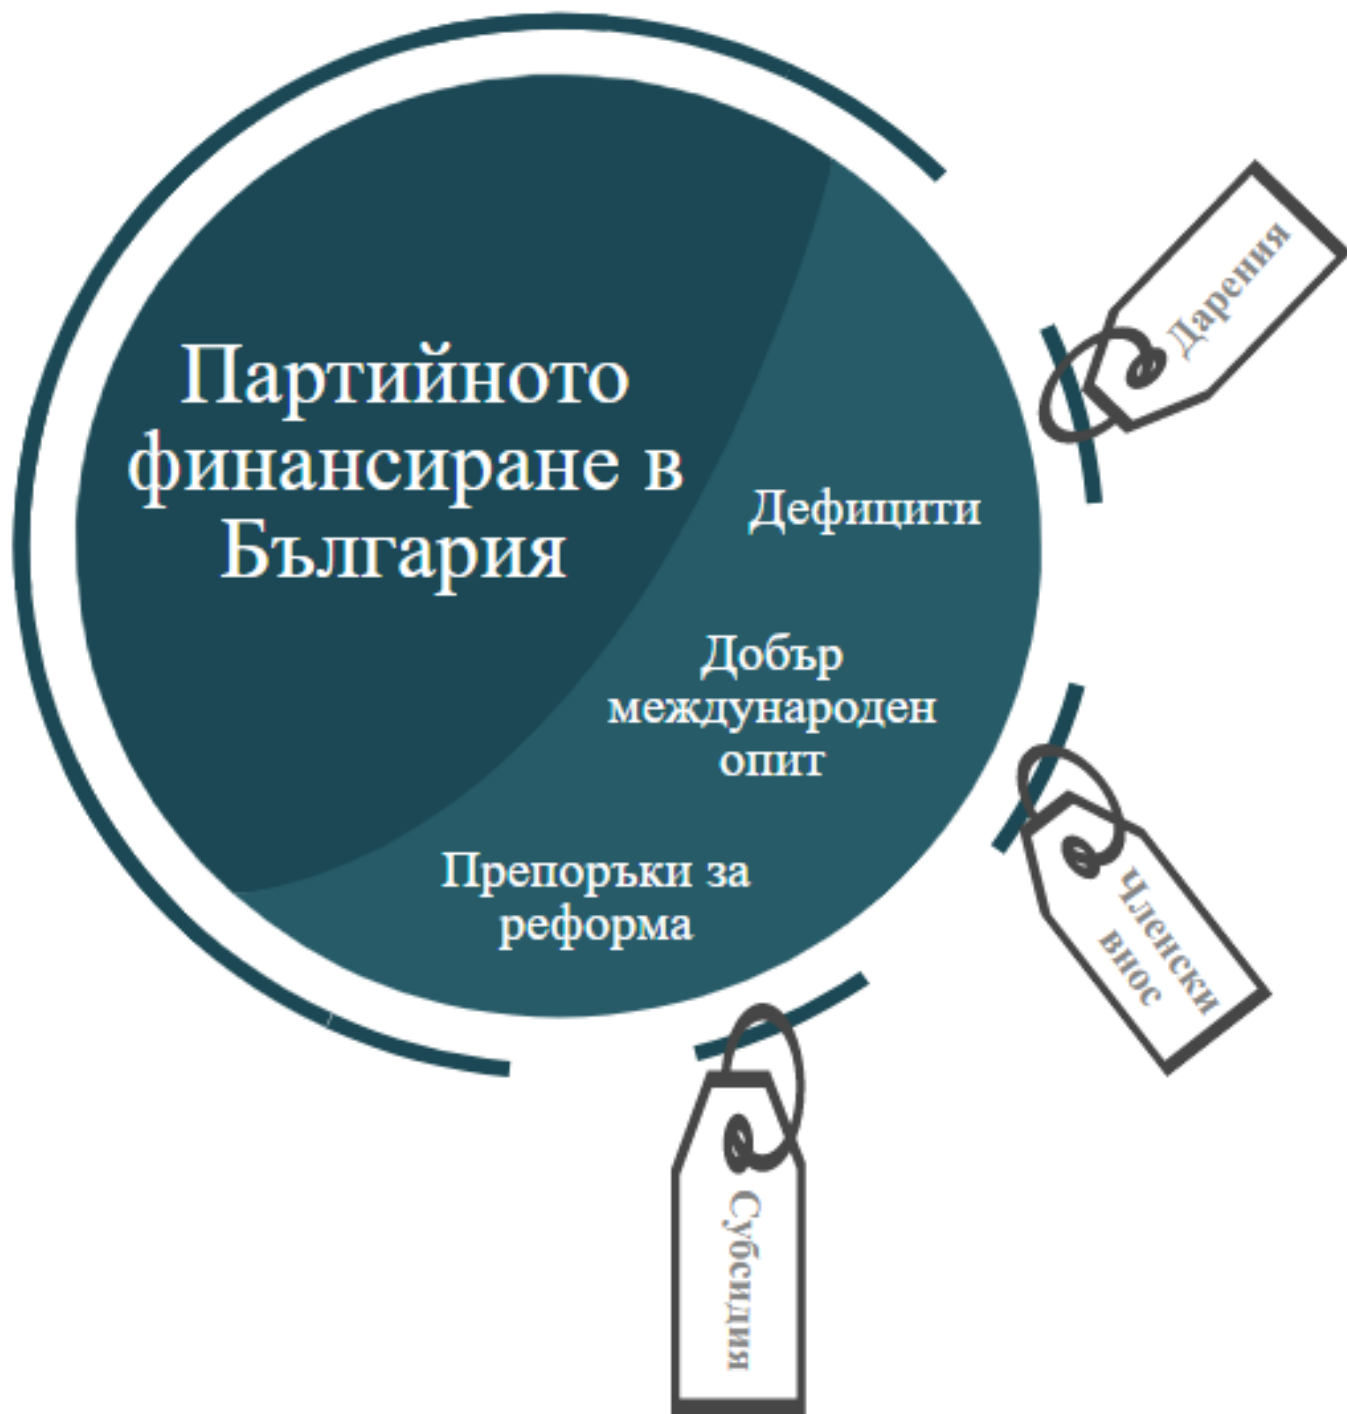 Партийното
финансиране в
България
Дефицити
Добър
международен
опит
Препоръки за
реформа
Дарения
Членски
внос
Субсидия